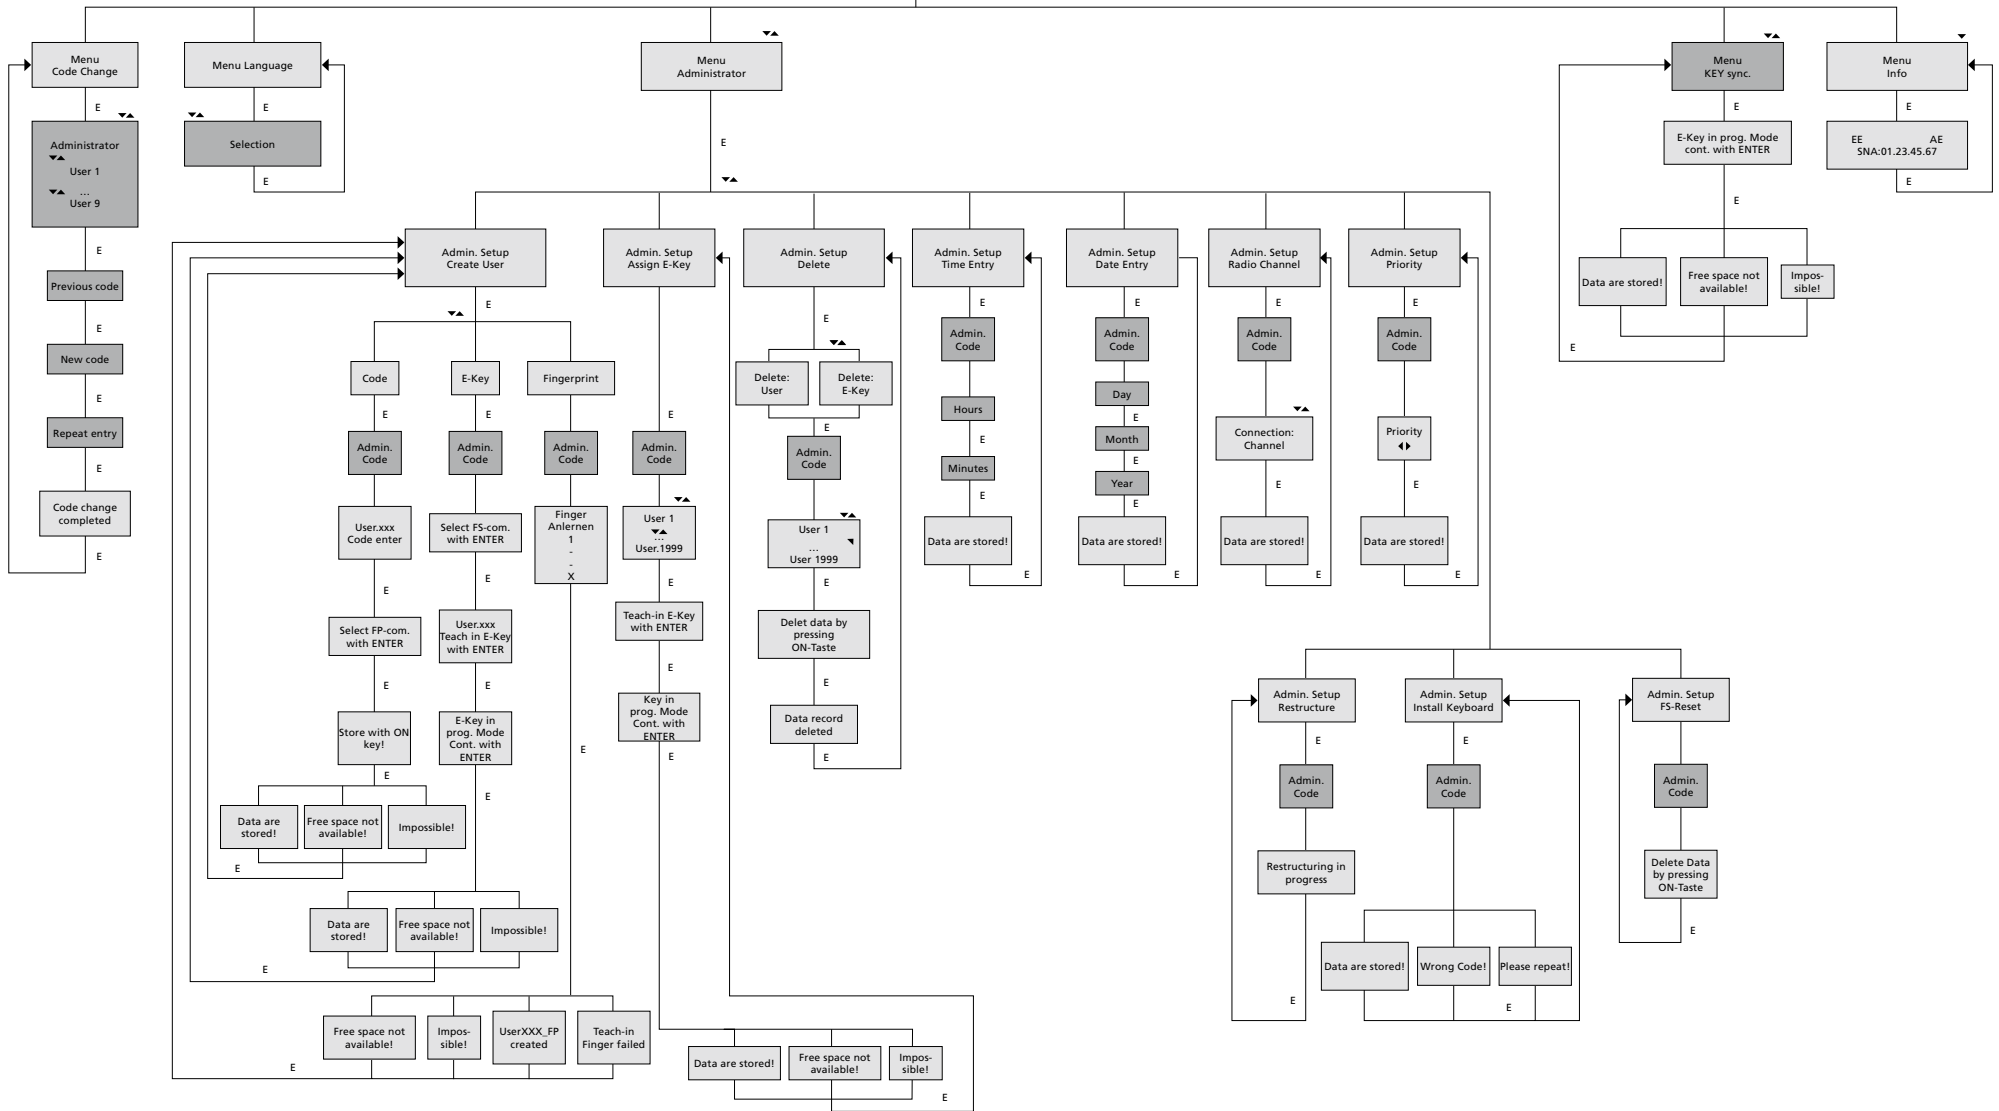 Menu
Code Change
E
Administrator
User 1
...
User 9
E
Previous code
E
New code
E
Repeat entry
E
Code change
completed
E
Menu Language
E
Selection
E
Menu
Administrator
E
Admin. Setup
Create User
E
Code
E
Admin.
Code
User.xxx
Code enter
E
Select FP-com.
with ENTER
E
Store with ON
key!
E
Data are
stored!
Free space not
available!
Impossible!
E
E-Key
E
Admin.
Code
Select FS-com.
with ENTER
E
User.xxx
Teach in E-Key
with ENTER
E
E-Key in
prog. Mode
Cont. with
ENTER
E
Data are
stored!
Free space not
available!
Impossible!
E
Fingerprint
E
Admin.
Code
Finger
Anlernen
1
-
-
X
E
Free space not
available!
Impos-
sible!
UserXXX_FP
created
Teach-in
Finger failed
E
Admin. Setup
Assign E-Key
E
Admin.
Code
User 1
...
User.1999
E
Teach-in E-Key
with ENTER
E
Key in
prog. Mode
Cont. with
ENTER
E
Data are stored!
Free space not
available!
Impos-
sible!
E
Admin. Setup
Delete
E
Delete:
User
Delete:
E-Key
E
Admin.
Code
User 1
...
User 1999
E
Delet data by
pressing
ON-Taste
E
Data record
deleted
E
Admin. Setup
Time Entry
E
Admin.
Code
Hours
E
Minutes
E
Data are stored!
E
Admin. Setup
Date Entry
E
Admin.
Code
Day
E
Month
E
Year
E
Data are stored!
E
Admin. Setup
Radio Channel
E
Admin.
Code
Connection:
Channel
E
Data are stored!
E
Admin. Setup
Priority
E
Admin.
Code
Priority
E
Data are stored!
E
Admin. Setup
Restructure
E
Admin.
Code
Restructuring in
progress
E
Admin. Setup
Install Keyboard
E
Admin.
Code
Data are stored!
Wrong Code!
Please repeat!
E
Admin. Setup
FS-Reset
Admin.
Code
Delete Data
by pressing
ON-Taste
E
Menu
KEY sync.
E
E-Key in prog. Mode
cont. with ENTER
E
Data are stored!
Free space not
available!
Impos-
sible!
E
Menu
Info
E
EE AE
SNA:01.23.45.67
E